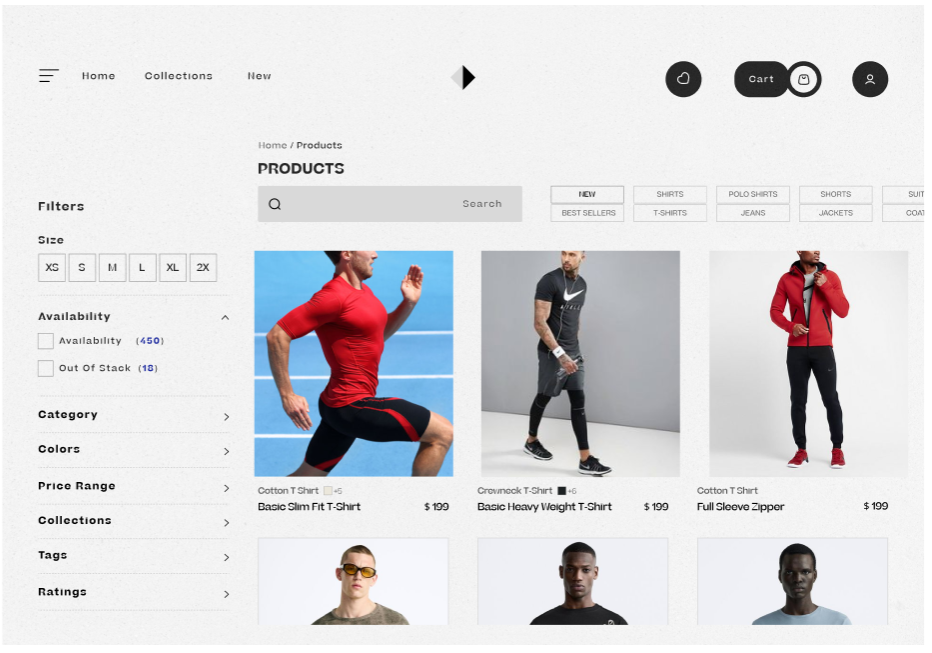 Home Collections New Cart
Home / Products
PRODUCTS
Search
NEW SHIRTS POLO SHIRTS SHORTS SUIT
BEST SELLERS T-SHIRTS JEANS JACKETS COAT
Filters
Size
XS S M L XL 2X
Availability
Availability (450)
Out Of Stack (18)
Category
Colors
Price Range
Collections
Tags
Ratings
Cotton T Shirt +5
Basic Slim Fit T-Shirt $ 199
Crewneck T-Shirt +6
Basic Heavy Weight T-Shirt $ 199
Cotton T Shirt
Full Sleeve Zipper $ 199